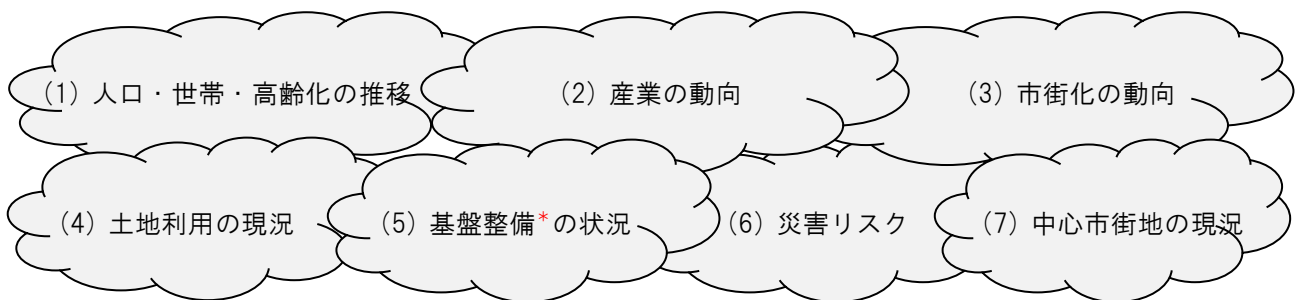 (1) 人口・世帯・高齢化の推移
(2) 産業の動向
(3) 市街化の動向
(4) 土地利用の現況
(5) 基盤整備*の状況
(6) 災害リスク
(7) 中心市街地の現況